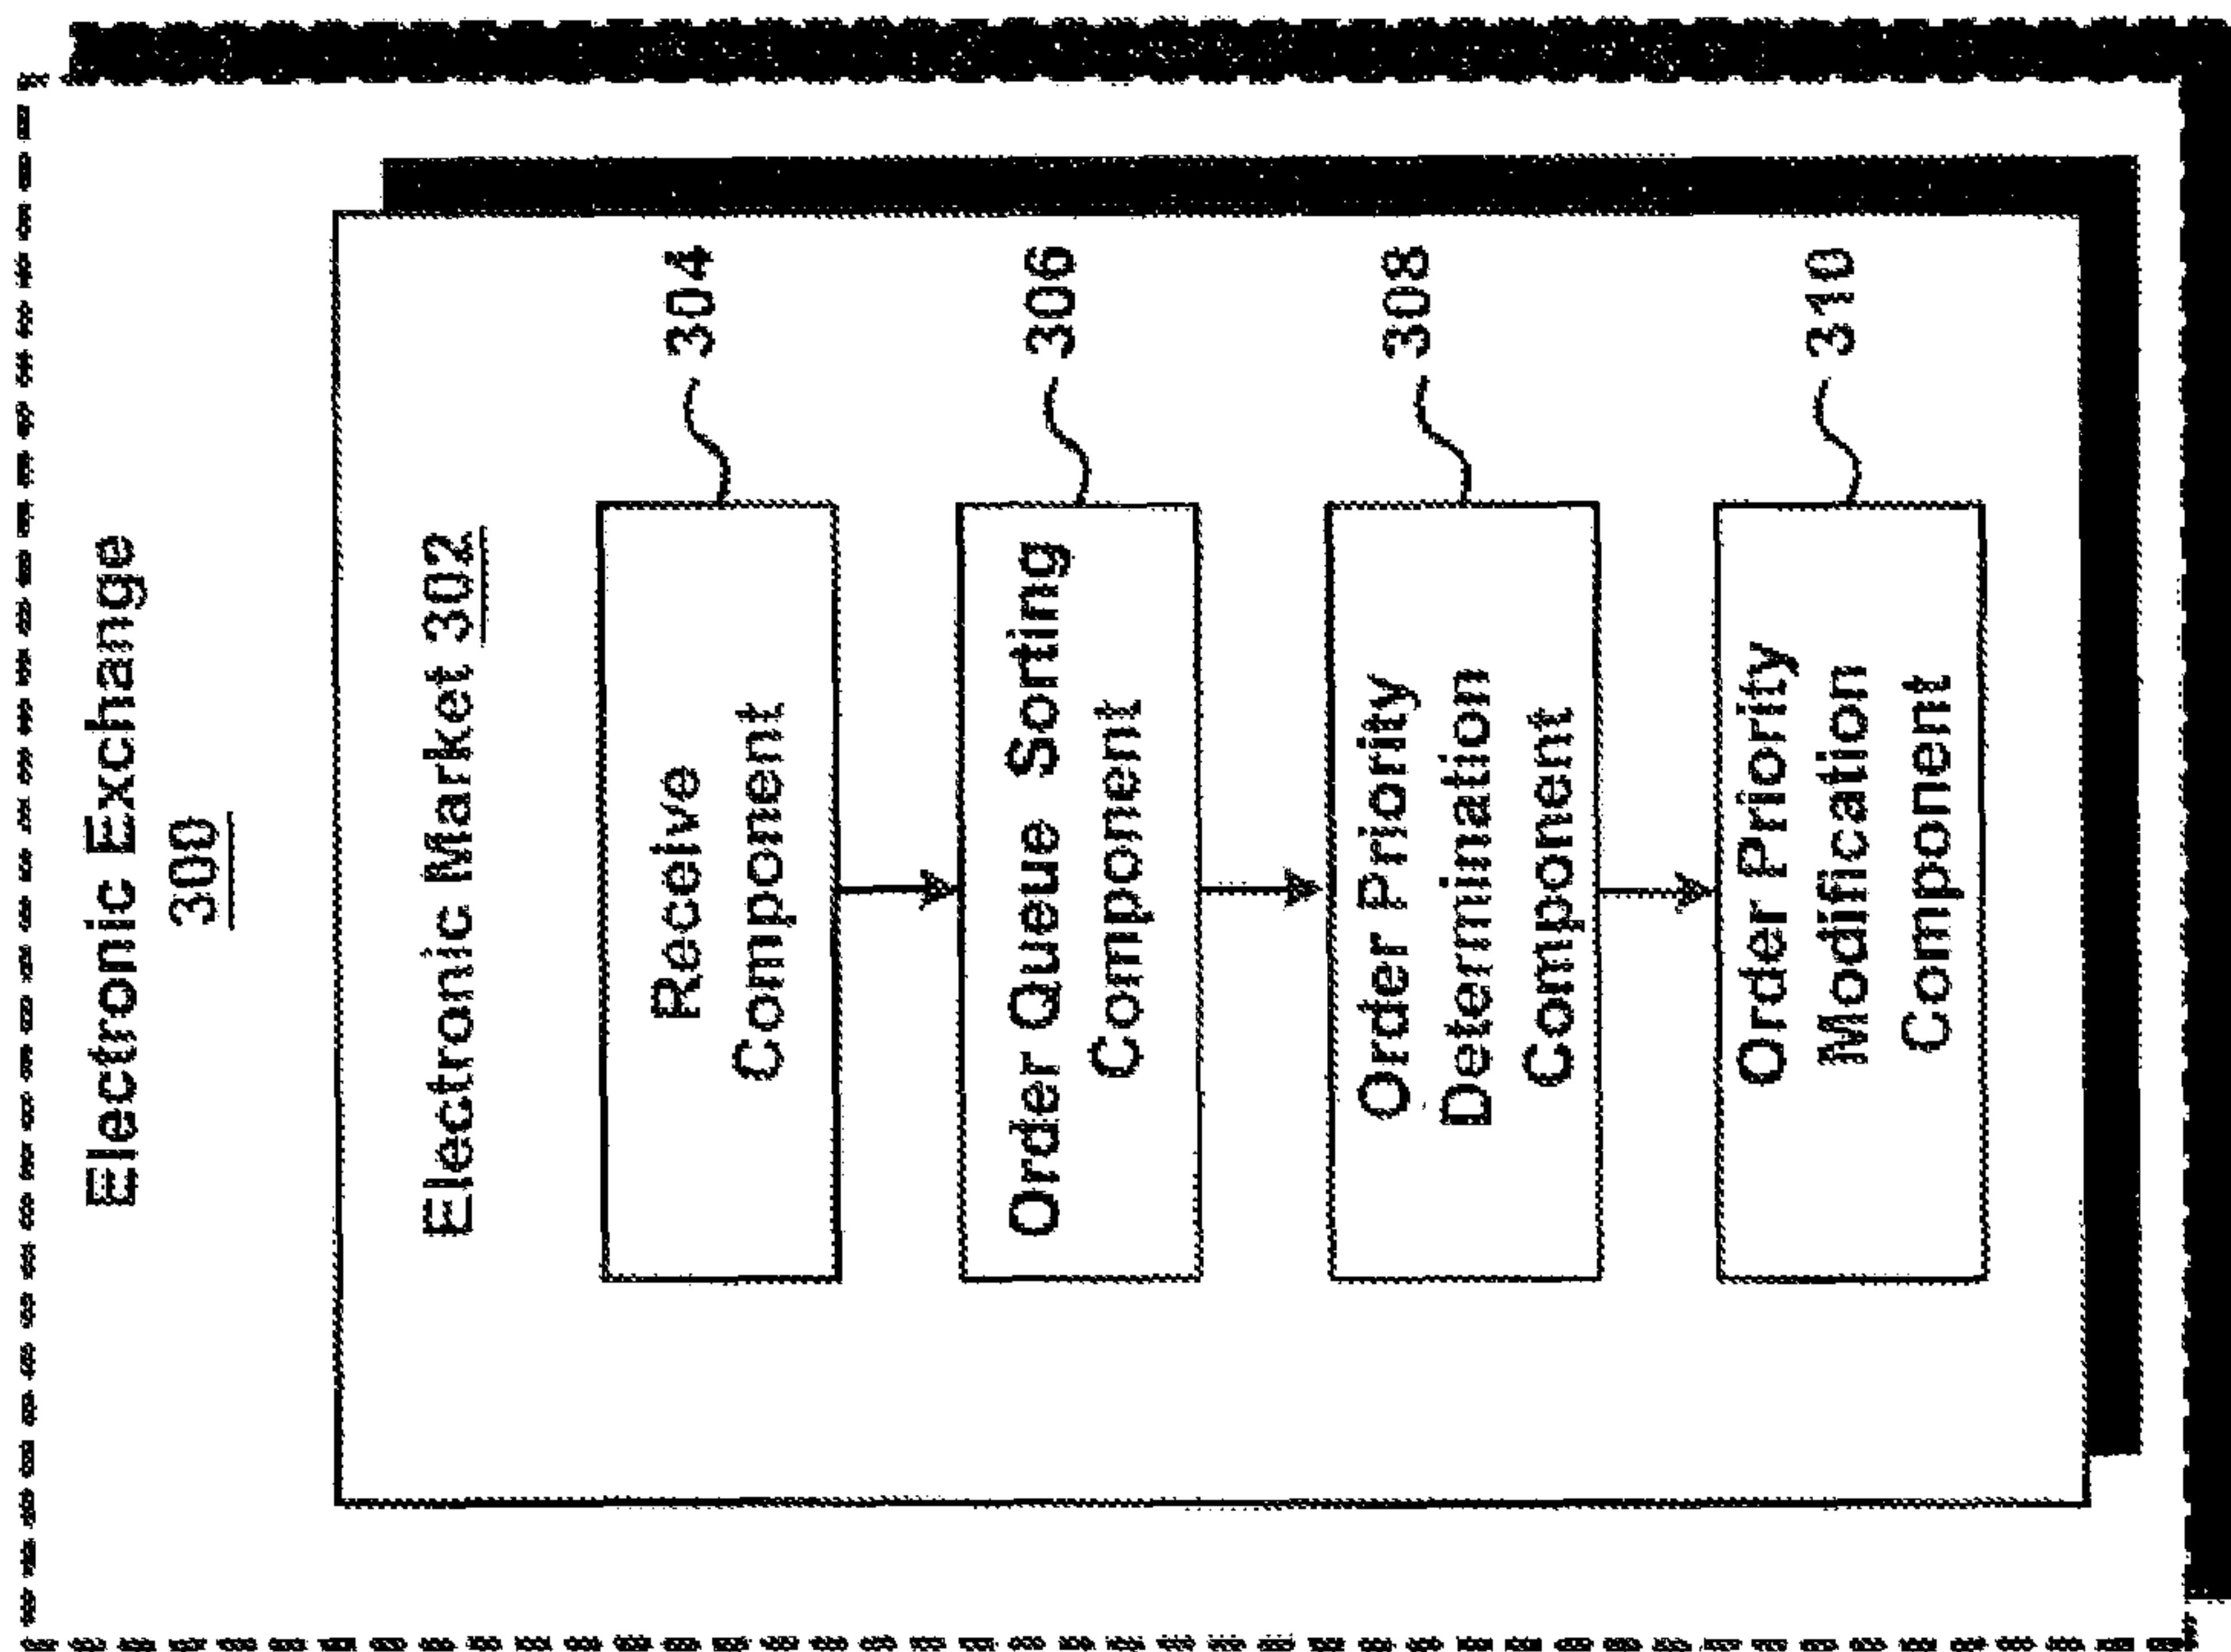 Electronic Exchange
300
Electronic Market 302
Receive
Component
304
Order Queue Sorting
Component
306
Order Priority
Determination
Component
308
Order Priority
Modification
Component
310